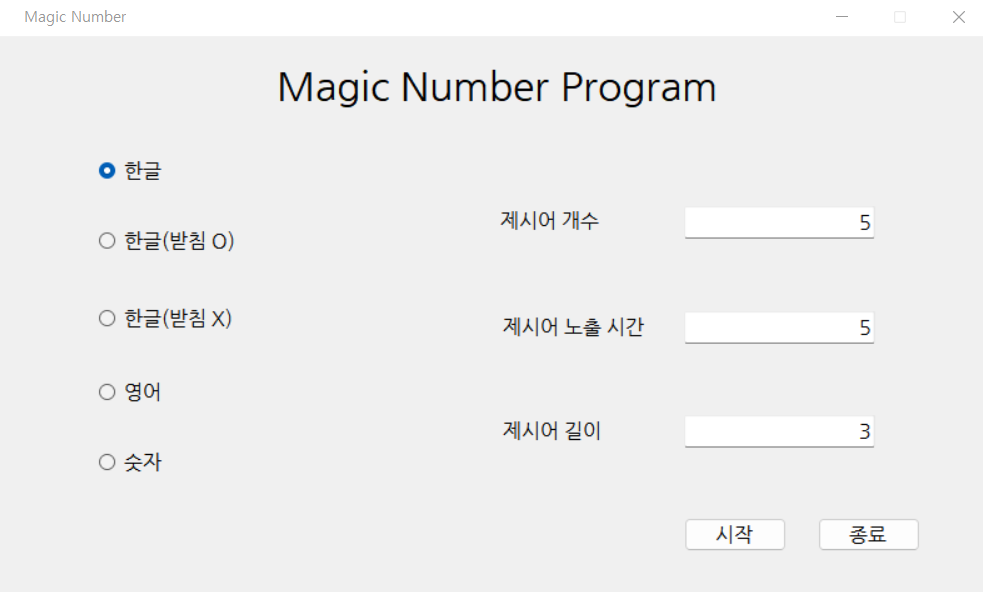 Magic Number
Magic Number Program
한글
한글(받침 O)
한글(받침 X)
영어
숫자
제시어 개수 5
제시어 노출 시간 5
제시어 길이 3
시작 종료